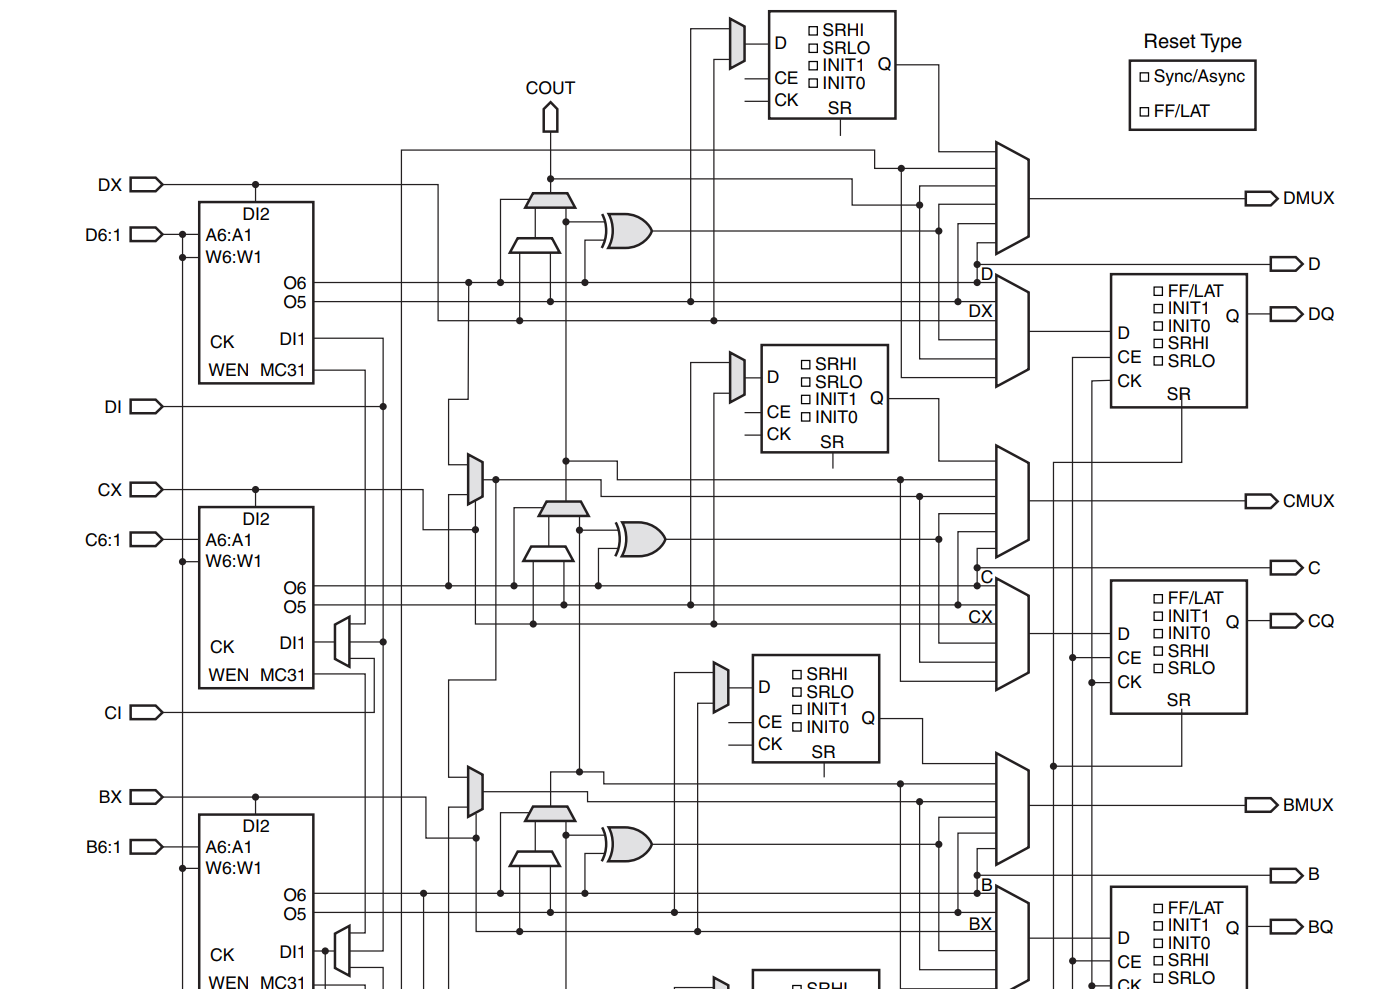 SRHI
SRLO
INIT1
INIT0
D
Q
CE
CK
SR
Reset Type
Sync/Async
FF/LAT
COUT
DX
DI2
D6:1
A6:A1
W6:W1
DMUX
D
O6
O5
D
DX
FF/LAT
INIT1
INIT0
SRHI
SRLO
D
Q
DQ
CE
CK
SR
CK
DI1
WEN MC31
DI
SRHI
SRLO
INIT1
INIT0
D
Q
CE
CK
SR
CX
DI2
C6:1
A6:A1
W6:W1
CMUX
C
O6
O5
C
CX
FF/LAT
INIT1
INIT0
SRHI
SRLO
D
Q
CQ
CE
CK
SR
CK
DI1
WEN MC31
CI
SRHI
SRLO
INIT1
INIT0
D
Q
CE
CK
SR
BX
DI2
B6:1
A6:A1
W6:W1
BMUX
B
O6
O5
B
BX
FF/LAT
INIT1
INIT0
SRHI
SRLO
D
Q
BQ
CE
CK
CK
DI1
WEN MC31
SRHI